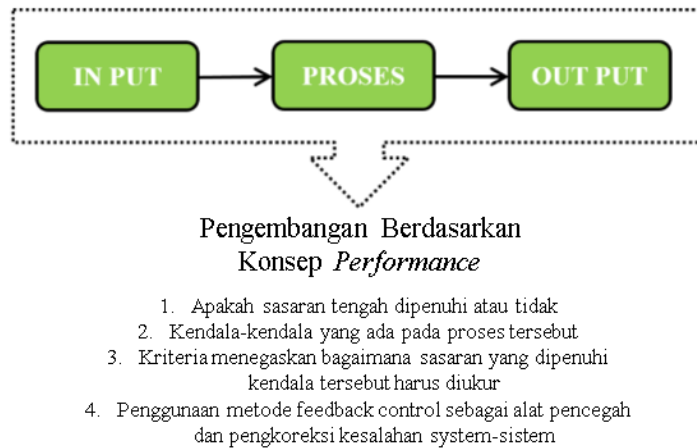 IN PUT
PROSES
OUT PUT
Pengembangan Berdasarkan
Konsep Performance
1. Apakah sasaran tengah dipenuhi atau tidak
2. Kendala-kendala yang ada pada proses tersebut
3. Kriteria menegaskan bagaimana sasaran yang dipenuhi
kendala tersebut harus diukur
4. Penggunaan metode feedback control sebagai alat pencegah
dan pengkoreksi kesalahan system-sistem